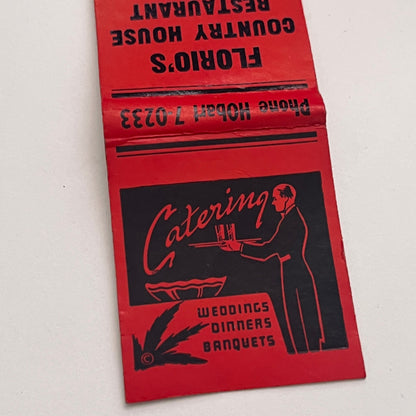 Phone HObart 7-0233
FLORIO'S
COUNTRY HOUSE
RESTAURANT
Catering
WEDDINGS
DINNERS
BANQUETS
©